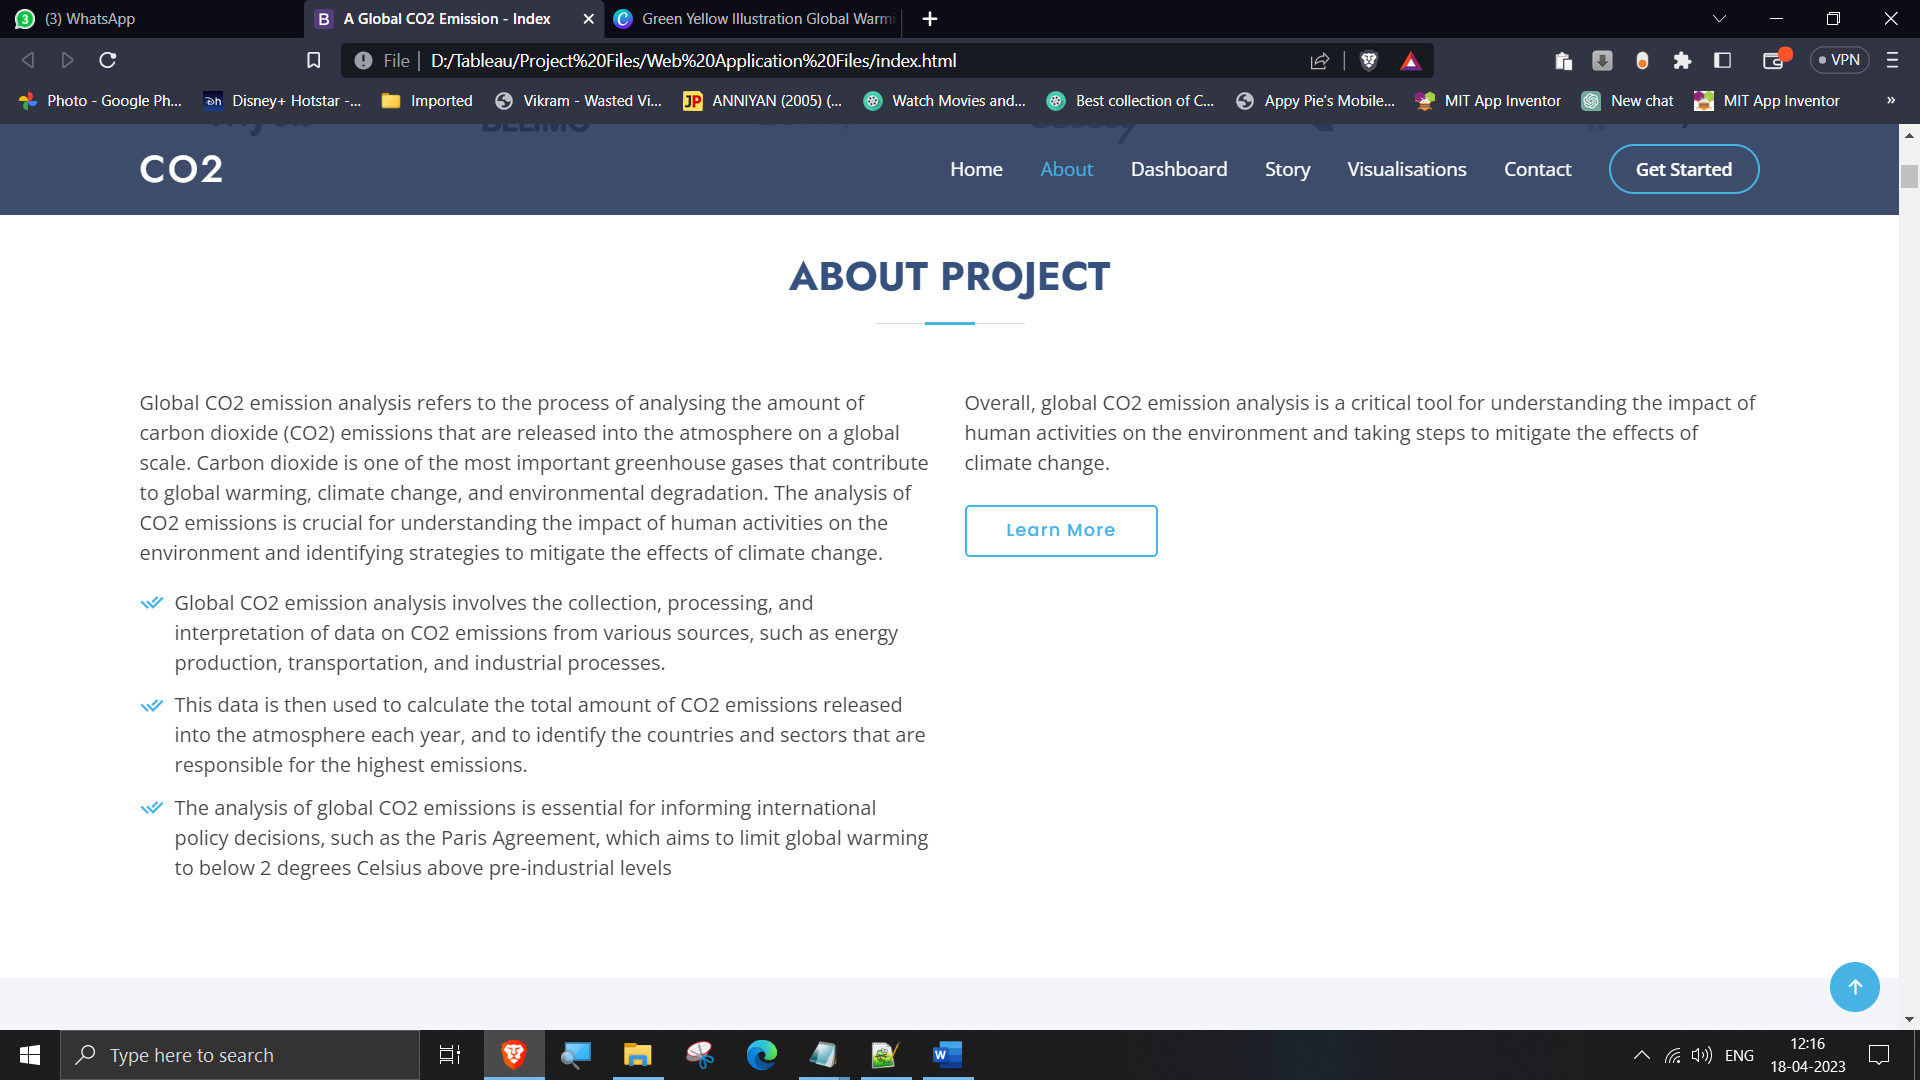 (3) WhatsApp
A Global CO2 Emission - Index
Green Yellow Illustration Global Warmi
File
D:/Tableau/Project%20Files/Web%20Application%20Files/index.html
VPN
Photo - Google Ph...
Disney+ Hotstar -...
Imported
Vikram - Wasted Vi...
ANNIYAN (2005) (...
Watch Movies and...
Best collection of C...
Appy Pie's Mobile...
MIT App Inventor
New chat
MIT App Inventor
»
CO2
Home
About
Dashboard
Story
Visualisations
Contact
Get Started
ABOUT PROJECT
Global CO2 emission analysis refers to the process of analysing the amount of
carbon dioxide (CO2) emissions that are released into the atmosphere on a global
scale. Carbon dioxide is one of the most important greenhouse gases that contribute
to global warming, climate change, and environmental degradation. The analysis of
CO2 emissions is crucial for understanding the impact of human activities on the
environment and identifying strategies to mitigate the effects of climate change.
Global CO2 emission analysis involves the collection, processing, and
interpretation of data on CO2 emissions from various sources, such as energy
production, transportation, and industrial processes.
This data is then used to calculate the total amount of CO2 emissions released
into the atmosphere each year, and to identify the countries and sectors that are
responsible for the highest emissions.
The analysis of global CO2 emissions is essential for informing international
policy decisions, such as the Paris Agreement, which aims to limit global warming
to below 2 degrees Celsius above pre-industrial levels
Overall, global CO2 emission analysis is a critical tool for understanding the impact of
human activities on the environment and taking steps to mitigate the effects of
climate change.
Learn More
Type here to search
ENG
12:16
18-04-2023